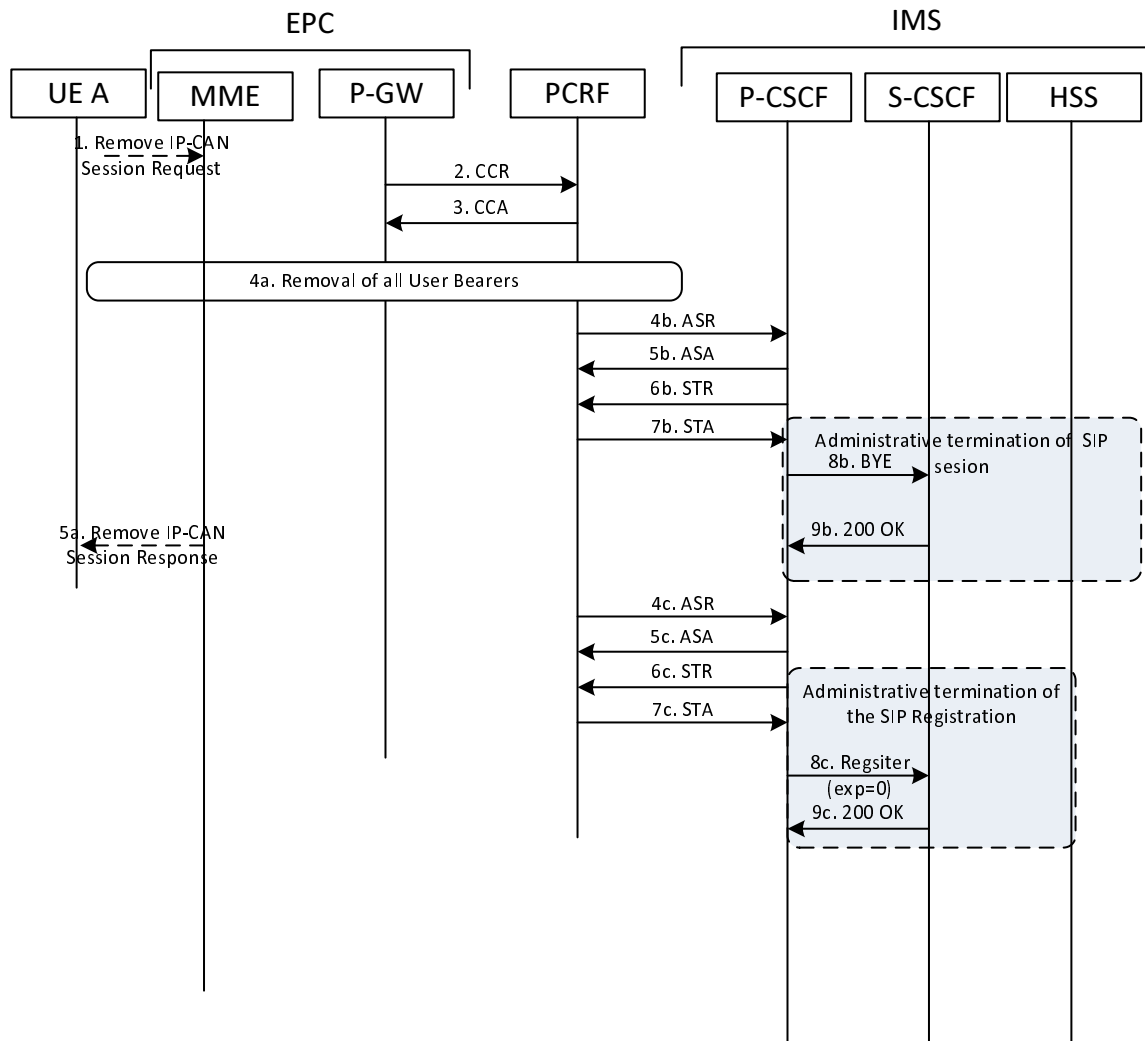 EPC
IMS
UE A
MME
P-GW
PCRF
P-CSCF
S-CSCF
HSS
1. Remove IP-CAN
Session Request
2. CCR
3. CCA
4a. Removal of all User Bearers
4b. ASR
5b. ASA
6b. STR
7b. STA
Administrative termination of SIP
sesion
8b. BYE
9b. 200 OK
5a. Remove IP-CAN
Session Response
4c. ASR
5c. ASA
6c. STR
7c. STA
Administrative termination of
the SIP Registration
8c. Regsiter
(exp=0)
9c. 200 OK